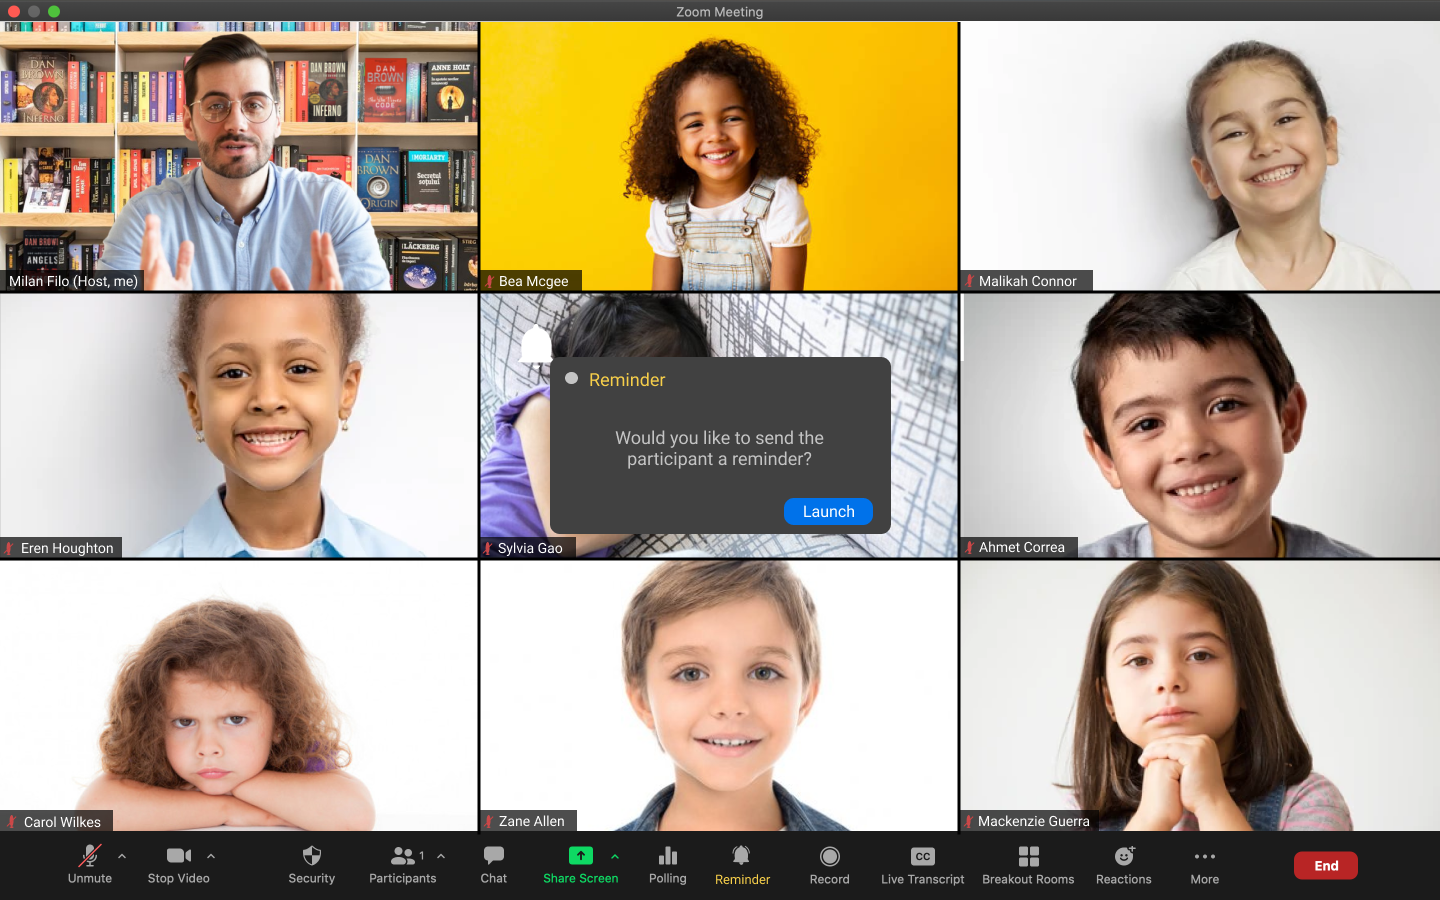 Zoom Meeting
DAN
BROWN
INFERNO
DAN BROWN
INFERNO
DAN
BROWN
CODE
ANNE HOLT
DAN
BROWN
ORIGIN
MORIARTY
Secretul
soțului
DAN BROWN
ANGELS
LÄCKBERG
Milan Filo (Host, me)
Bea Mcgee
Malikah Connor
Reminder
Would you like to send the
participant a reminder?
Launch
Eren Houghton
Sylvia Gao
Ahmet Correa
Carol Wilkes
Zane Allen
Mackenzie Guerra
1
CC
Unmute
Stop Video
Security
Participants
Chat
Share Screen
Polling
Reminder
Record
Live Transcript
Breakout Rooms
Reactions
More
End